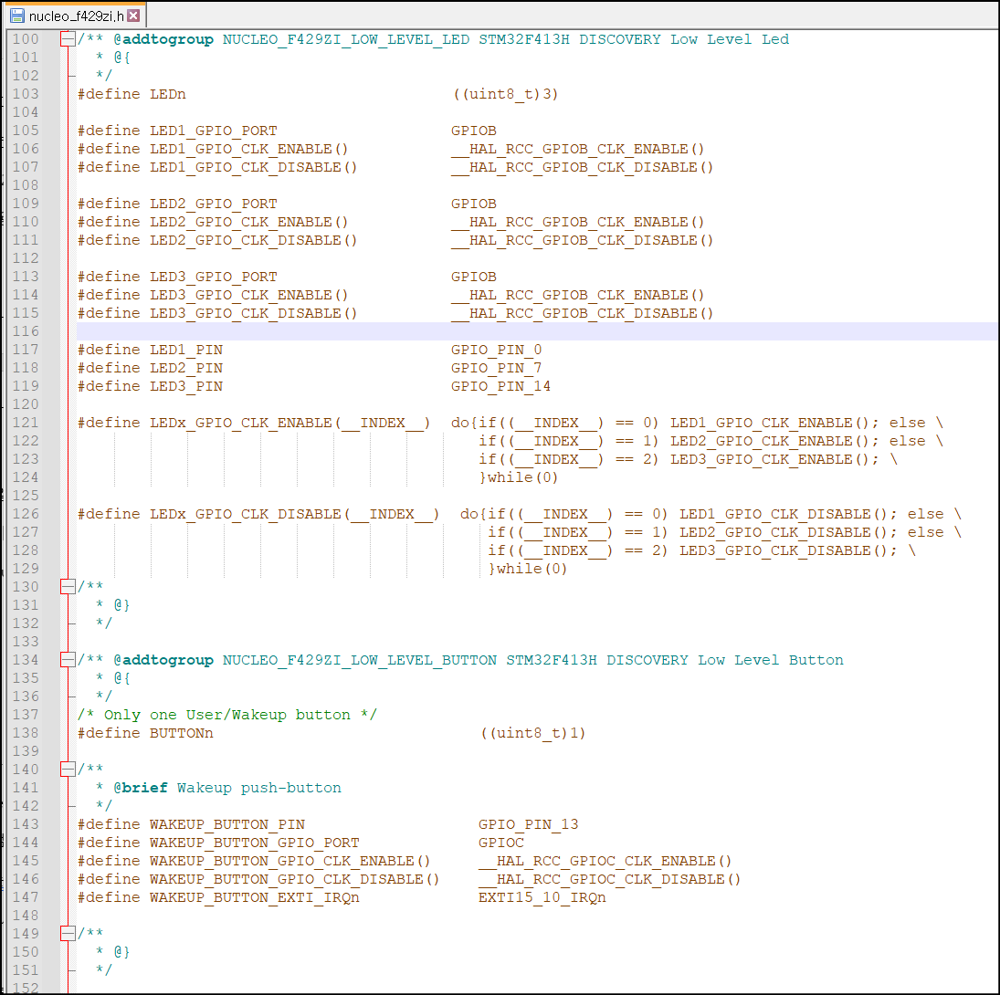 nucleo_f429zi,h
100 /** @addtogroup NUCLEO_F429ZI_LOW_LEVEL_LED STM32F413H DISCOVERY Low Level Led
101   * @{
102   */
103 #define LEDn                             ((uint8_t)3)
104
105 #define LED1_GPIO_PORT                   GPIOB
106 #define LED1_GPIO_CLK_ENABLE()           __HAL_RCC_GPIOB_CLK_ENABLE()
107 #define LED1_GPIO_CLK_DISABLE()          __HAL_RCC_GPIOB_CLK_DISABLE()
108
109 #define LED2_GPIO_PORT                   GPIOB
110 #define LED2_GPIO_CLK_ENABLE()           __HAL_RCC_GPIOB_CLK_ENABLE()
111 #define LED2_GPIO_CLK_DISABLE()          __HAL_RCC_GPIOB_CLK_DISABLE()
112
113 #define LED3_GPIO_PORT                   GPIOB
114 #define LED3_GPIO_CLK_ENABLE()           __HAL_RCC_GPIOB_CLK_ENABLE()
115 #define LED3_GPIO_CLK_DISABLE()          __HAL_RCC_GPIOB_CLK_DISABLE()
116
117 #define LED1_PIN                         GPIO_PIN_0
118 #define LED2_PIN                         GPIO_PIN_7
119 #define LED3_PIN                         GPIO_PIN_14
120
121 #define LEDx_GPIO_CLK_ENABLE(__INDEX__)  do{if((__INDEX__) == 0) LED1_GPIO_CLK_ENABLE(); else \
122                                             if((__INDEX__) == 1) LED2_GPIO_CLK_ENABLE(); else \
123                                             if((__INDEX__) == 2) LED3_GPIO_CLK_ENABLE(); \
124                                             }while(0)
125
126 #define LEDx_GPIO_CLK_DISABLE(__INDEX__)  do{if((__INDEX__) == 0) LED1_GPIO_CLK_DISABLE(); else \
127                                              if((__INDEX__) == 1) LED2_GPIO_CLK_DISABLE(); else \
128                                              if((__INDEX__) == 2) LED3_GPIO_CLK_DISABLE(); \
129                                              }while(0)
130 /**
131   * @}
132   */
133
134 /** @addtogroup NUCLEO_F429ZI_LOW_LEVEL_BUTTON STM32F413H DISCOVERY Low Level Button
135   * @{
136   */
137 /* Only one User/Wakeup button */
138 #define BUTTONn                             ((uint8_t)1)
139
140 /**
141   * @brief Wakeup push-button
142   */
143 #define WAKEUP_BUTTON_PIN                   GPIO_PIN_13
144 #define WAKEUP_BUTTON_GPIO_PORT             GPIOC
145 #define WAKEUP_BUTTON_GPIO_CLK_ENABLE()     __HAL_RCC_GPIOC_CLK_ENABLE()
146 #define WAKEUP_BUTTON_GPIO_CLK_DISABLE()    __HAL_RCC_GPIOC_CLK_DISABLE()
147 #define WAKEUP_BUTTON_EXTI_IRQn             EXTI15_10_IRQn
148
149 /**
150   * @}
151   */
152